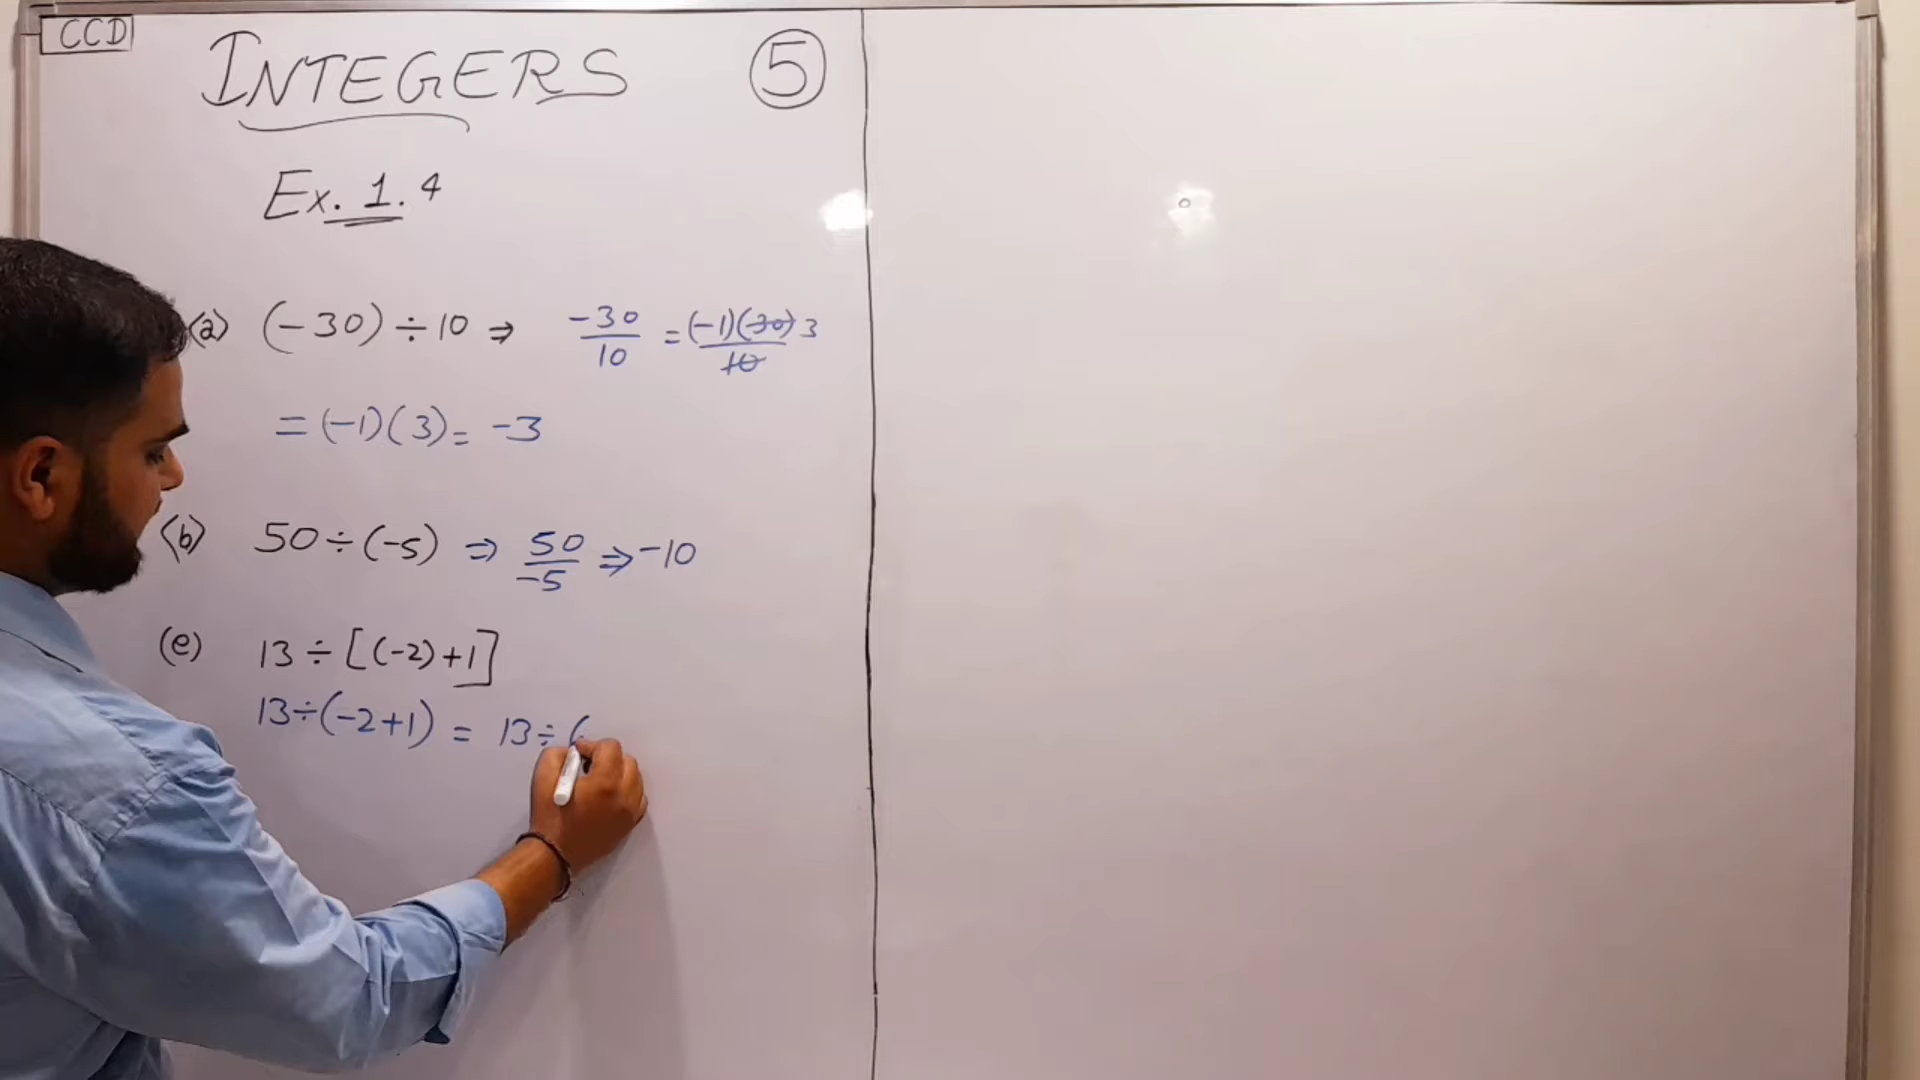 CCD
INTEGERS 5
Ex. 1.4
(a) (-30) ÷ 10 ⇒ -30/10 = (-1)(30) 3/10
= (-1)(3) = -3
(b) 50 ÷ (-5) ⇒ 50/-5 ⇒ -10
(e) 13 ÷ [(-2)+1]
13 ÷ (-2+1) = 13 ÷ (